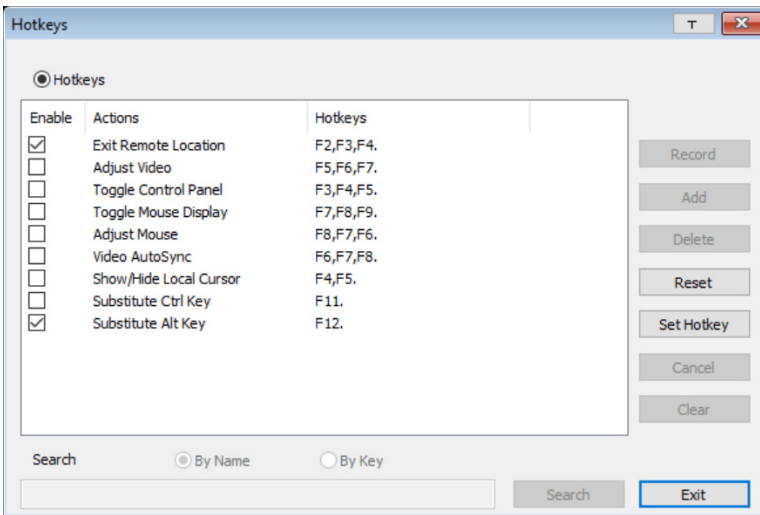 Hotkeys
Hotkeys
Enable Actions Hotkeys
Exit Remote Location F2,F3,F4.
Adjust Video F5,F6,F7.
Toggle Control Panel F3,F4,F5.
Toggle Mouse Display F7,F8,F9.
Adjust Mouse F8,F7,F6.
Video AutoSync F6,F7,F8.
Show/Hide Local Cursor F4,F5.
Substitute Ctrl Key F11.
Substitute Alt Key F12.
Record
Add
Delete
Reset
Set Hotkey
Cancel
Clear
Search By Name By Key
Search Exit